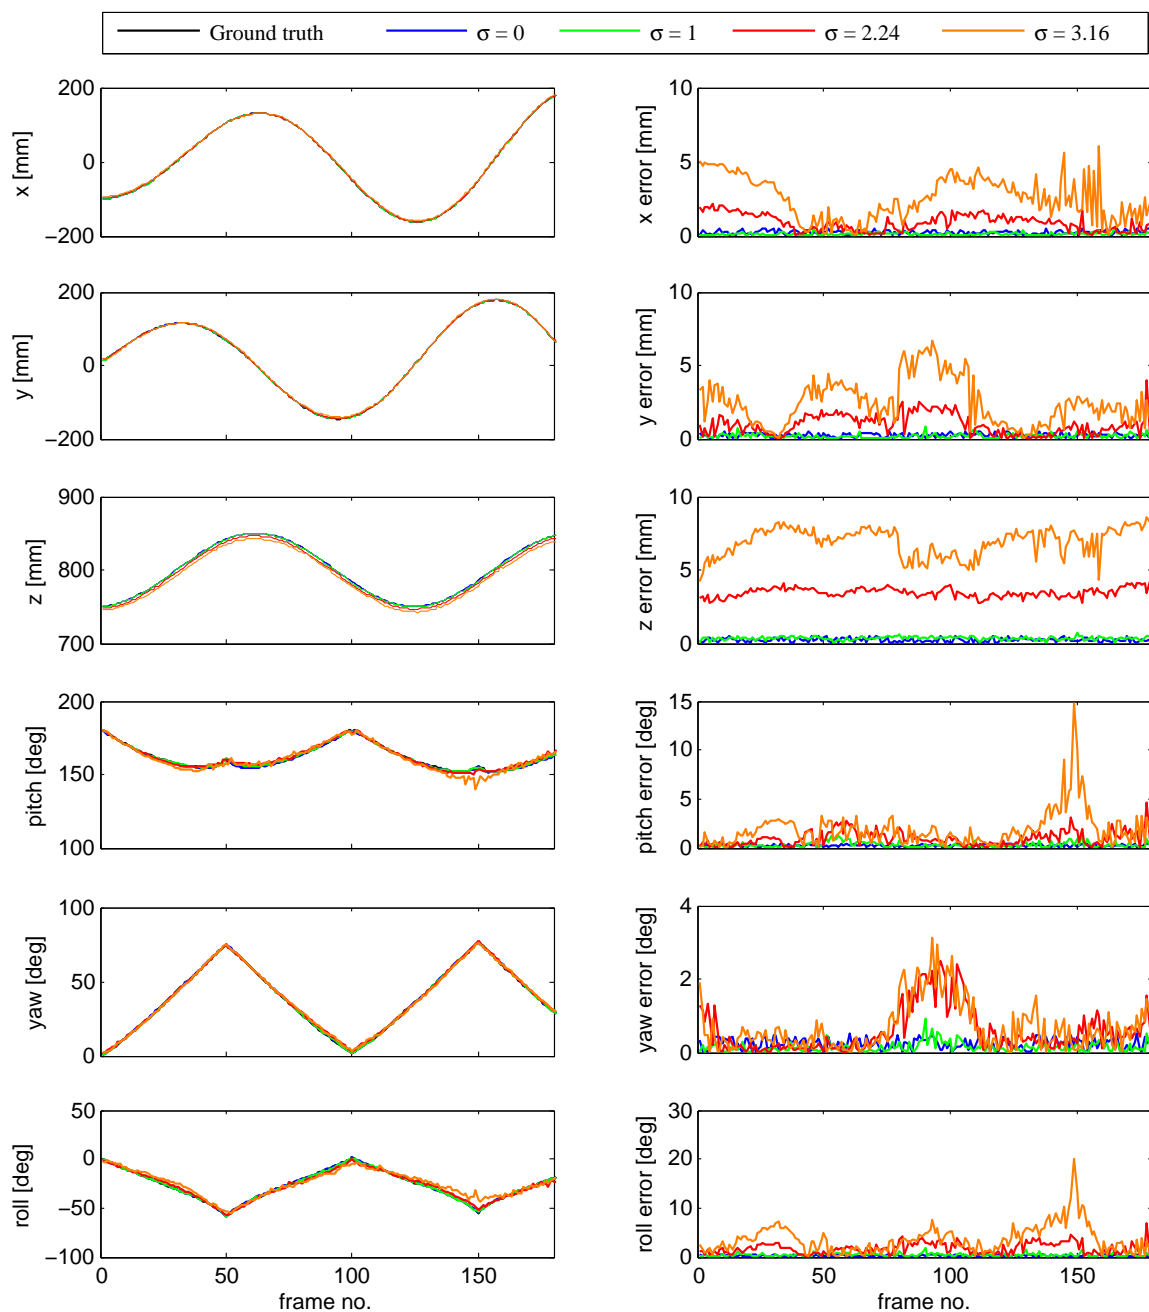 Ground truth σ = 0 σ = 1 σ = 2.24 σ = 3.16
200
0
−200
x [mm]
10
5
0
x error [mm]
200
0
−200
y [mm]
10
5
0
y error [mm]
900
800
700
z [mm]
10
5
0
z error [mm]
200
150
100
pitch [deg]
15
10
5
0
pitch error [deg]
100
50
0
yaw [deg]
4
2
0
yaw error [deg]
50
0
−50
−100
roll [deg]
0 50 100 150
frame no.
30
20
10
0
roll error [deg]
0 50 100 150
frame no.